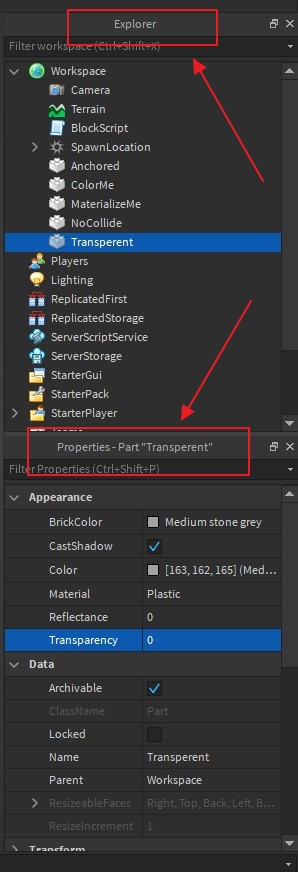 Explorer
Filter workspace (Ctrl+Shift+X)
Workspace
Camera
Terrain
BlockScript
SpawnLocation
Anchored
ColorMe
MaterializeMe
NoCollide
Transperent
Players
Lighting
ReplicatedFirst
ReplicatedStorage
ServerScriptService
ServerStorage
StarterGui
StarterPack
StarterPlayer
Properties - Part "Transperent"
Filter Properties (Ctrl+Shift+P)
Appearance
BrickColor Medium stone grey
CastShadow
Color [163, 162, 165] (Med...
Material Plastic
Reflectance 0
Transparency 0
Data
Archivable
ClassName Part
Locked
Name Transperent
Parent Workspace
ResizeableFaces Right, Top, Back, Left, B...
ResizeIncrement 1
Transform